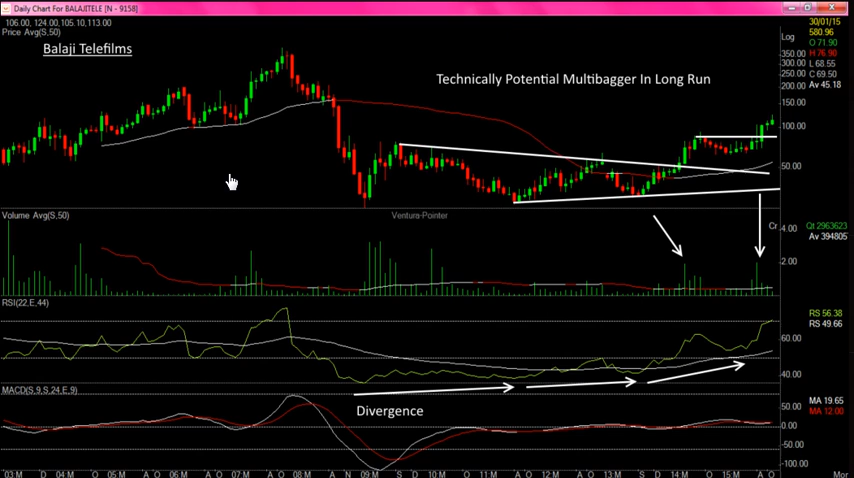 Daily Chart For BALAJITELE [N - 9158]
106.00, 124.00,105.10,113.00
Price Avg(S,50)
Balaji Telefilms
Technically Potential Multibagger In Long Run
Log
350.00
300.00
250.00
200.00
150.00
100.00
50.00
30/01/15
580.96
O 71.90
H 76.90
L 68.55
C 69.50
Av 45.18
Volume Avg(S,50)
Ventura-Pointer
Cr
4.00
2.00
Qt 2963623
Av 394805
RSI(22,E,44)
60.00
40.00
RS 56.38
RS 49.66
MACD(S,9,S,24,E,9)
Divergence
50.00
0.00
-50.00
-100.00
MA 19.65
MA 12.00
03 M D 04 M A O 05 M A O 06 M A O 07 M A O 08 M A N 09 M S D 10 M O 11 M A O 12 M A O 13 M S D 14 M O 15 M A O Mor